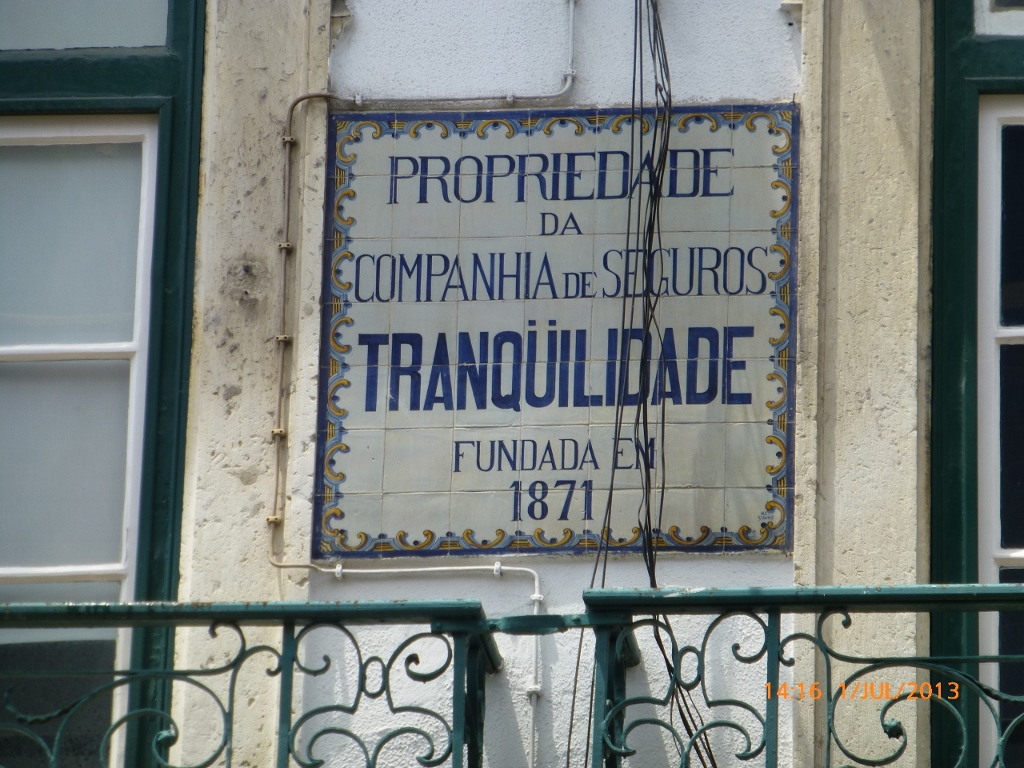 PROPRIEDADE
DA
COMPANHIA DE SEGUROS
TRANQÜILIDADE
FUNDADA EM
1871
14:16 1/JUL/2013